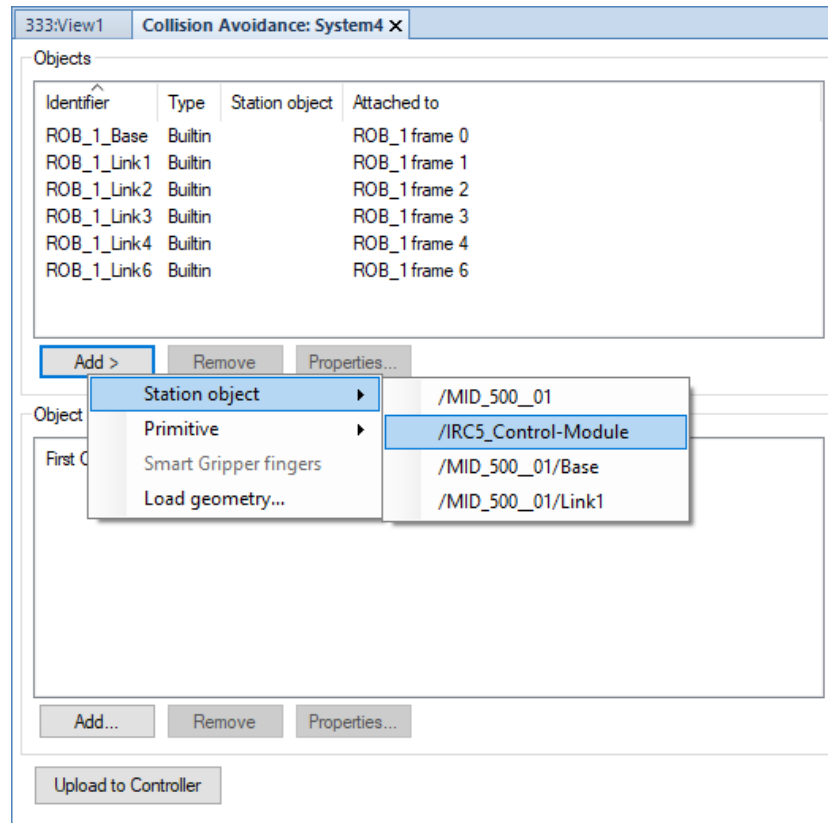 333:View1 Collision Avoidance: System4 X
Objects
Identifier Type Station object Attached to
ROB_1_Base Builtin ROB_1 frame 0
ROB_1_Link1 Builtin ROB_1 frame 1
ROB_1_Link2 Builtin ROB_1 frame 2
ROB_1_Link3 Builtin ROB_1 frame 3
ROB_1_Link4 Builtin ROB_1 frame 4
ROB_1_Link6 Builtin ROB_1 frame 6
Add > Remove Properties...
Station object /MID_500__01
Object
Primitive /IRC5_Control-Module
First C
Smart Gripper fingers /MID_500__01/Base
Load geometry... /MID_500__01/Link1
Add... Remove Properties...
Upload to Controller